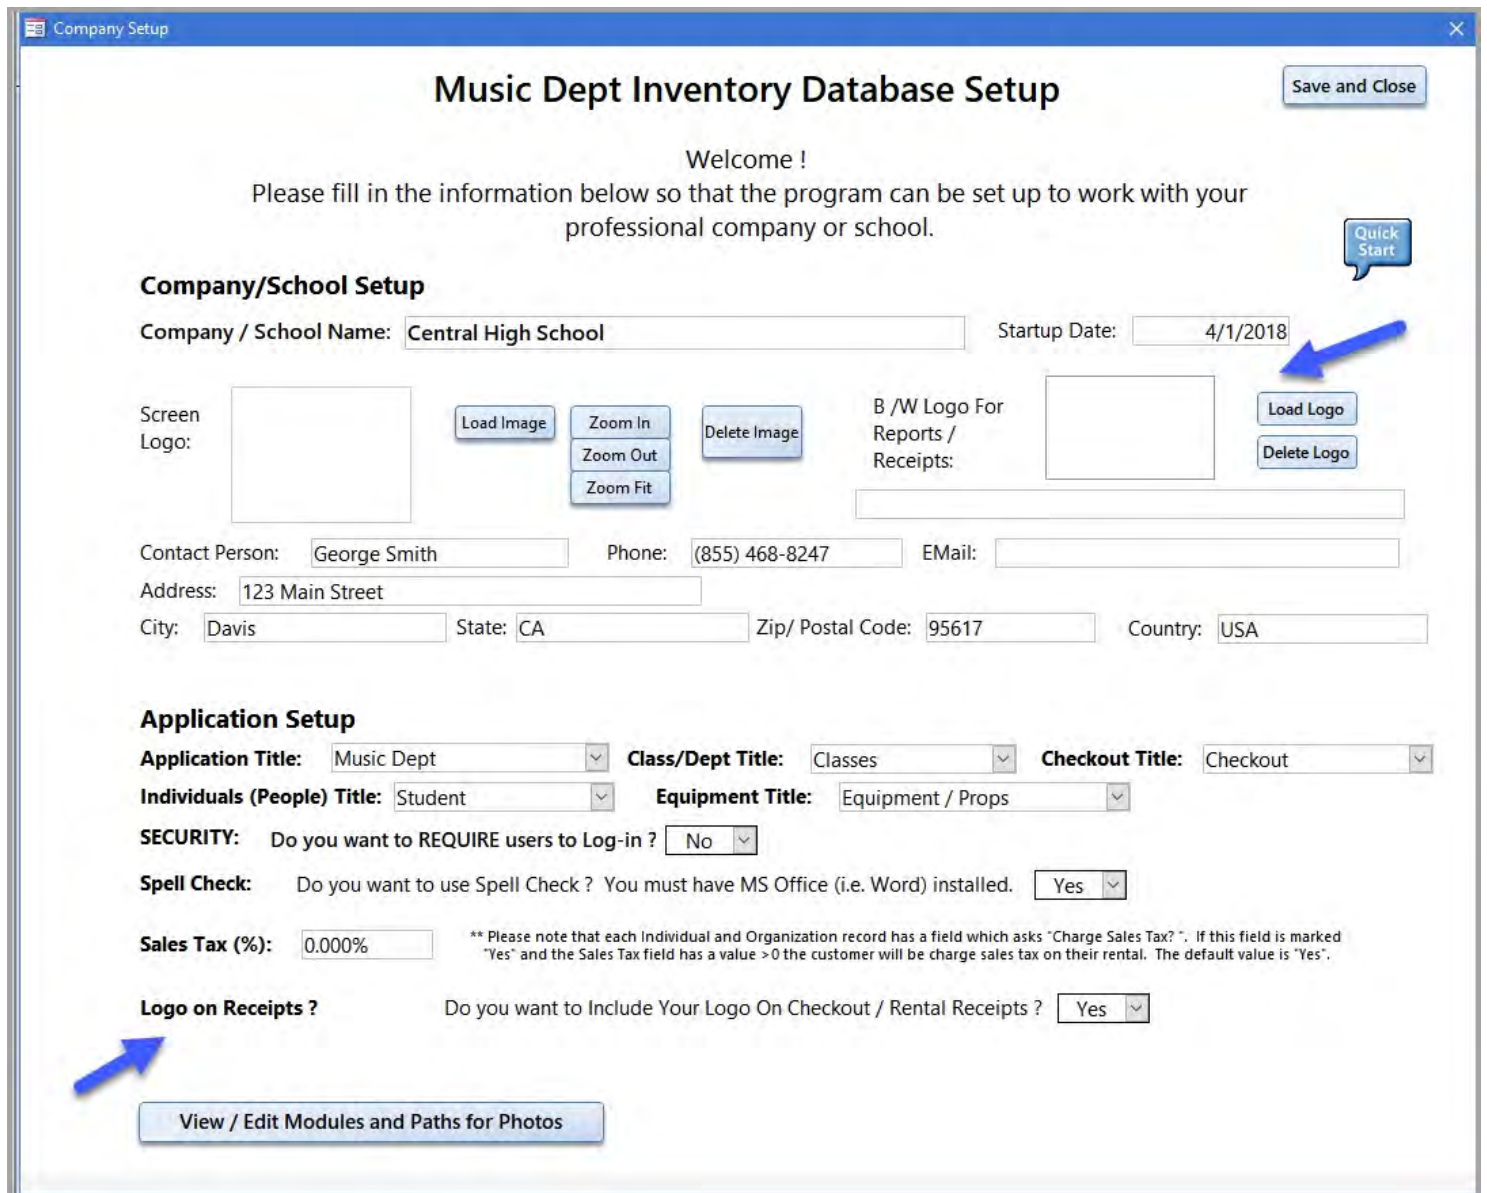 Company Setup
Music Dept Inventory Database Setup
Save and Close
Welcome !
Please fill in the information below so that the program can be set up to work with your
professional company or school.
Quick
Start
Company/School Setup
Company / School Name: Central High School
Startup Date: 4/1/2018
Screen
Logo:
Load Image
Zoom In
Zoom Out
Zoom Fit
Delete Image
B /W Logo For
Reports /
Receipts:
Load Logo
Delete Logo
Contact Person: George Smith Phone: (855) 468-8247 EMail:
Address: 123 Main Street
City: Davis State: CA Zip/ Postal Code: 95617 Country: USA
Application Setup
Application Title: Music Dept Class/Dept Title: Classes Checkout Title: Checkout
Individuals (People) Title: Student Equipment Title: Equipment / Props
SECURITY: Do you want to REQUIRE users to Log-in ? No
Spell Check: Do you want to use Spell Check ? You must have MS Office (i.e. Word) installed. Yes
Sales Tax (%): 0.000%
** Please note that each Individual and Organization record has a field which asks "Charge Sales Tax? ". If this field is marked
"Yes" and the Sales Tax field has a value >0 the customer will be charge sales tax on their rental. The default value is "Yes".
Logo on Receipts ? Do you want to Include Your Logo On Checkout / Rental Receipts ? Yes
View / Edit Modules and Paths for Photos